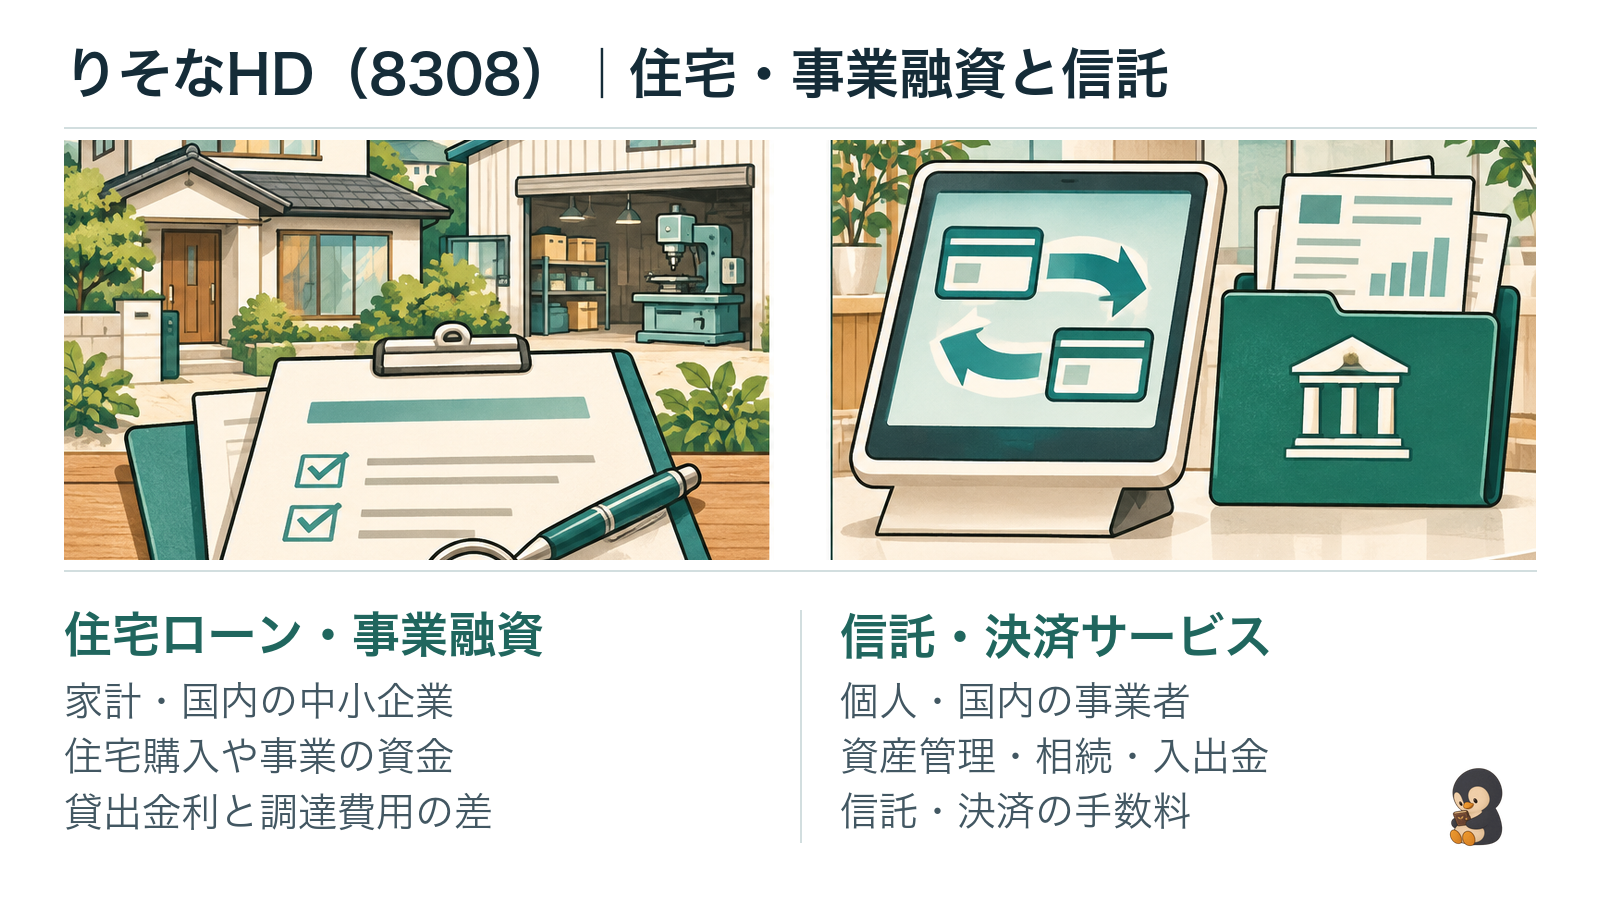 りそなHD（8308）｜住宅・事業融資と信託
住宅ローン・事業融資
家計・国内の中小企業
住宅購入や事業の資金
貸出金利と調達費用の差
信託・決済サービス
個人・国内の事業者
資産管理・相続・入出金
信託・決済の手数料